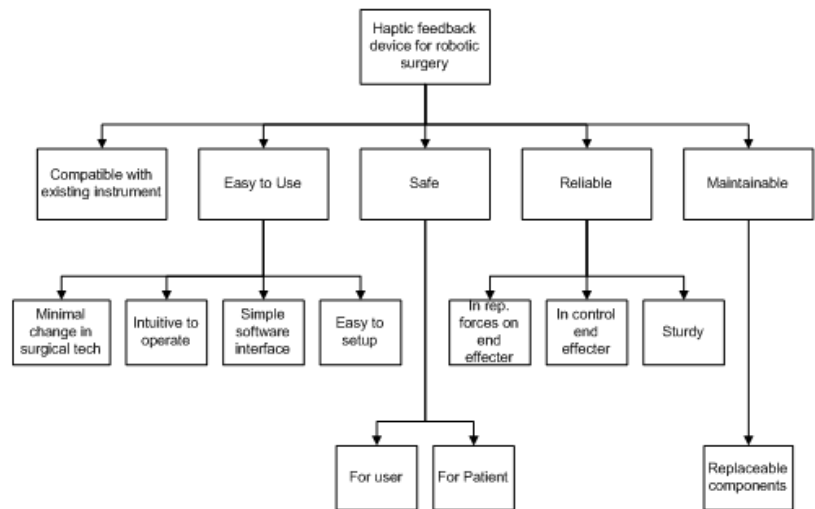 Haptic feedback
device for robotic
surgery
Compatible with
existing instrument
Easy to Use
Safe
Reliable
Maintainable
Minimal
change in
surgical tech
Intuitive to
operate
Simple
software
interface
Easy to
setup
In rep.
forces on
end
effecter
In control
end
effecter
Sturdy
For user
For Patient
Replaceable
components